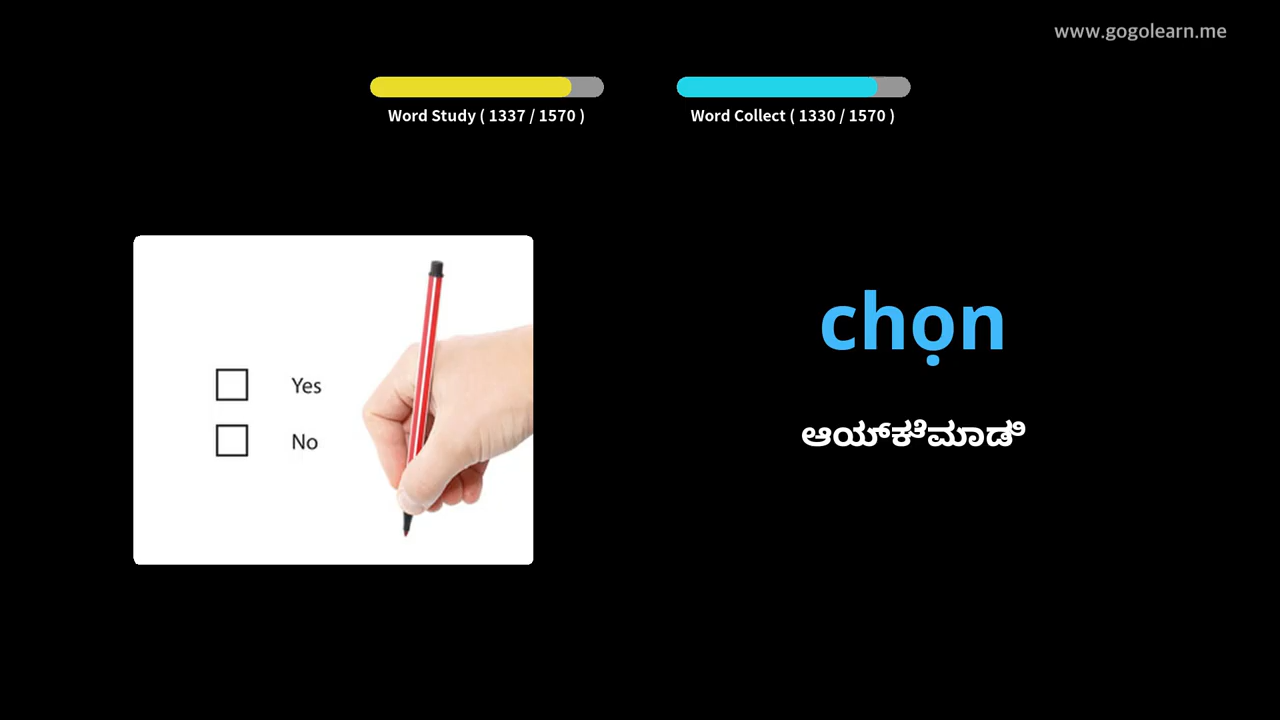 www.gogolearn.me
Word Study ( 1337 / 1570 )
Word Collect ( 1330 / 1570 )
Yes
No
chọn
ಆಯ್ಕೆಮಾಡಿ